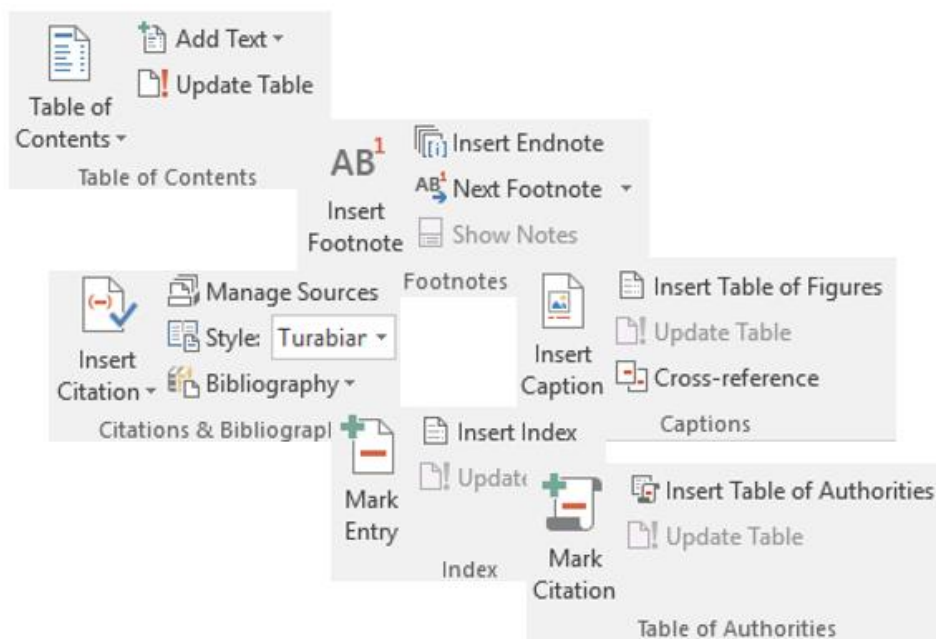 Add Text
Update Table
Table of
Contents
Table of Contents
AB1
Insert
Footnote
Insert Endnote
AB1 Next Footnote
Show Notes
Footnotes
Insert
Citation
Manage Sources
Style: Turabiar
Bibliography
Citations & Bibliograpl
Insert
Caption
Insert Table of Figures
Update Table
Cross-reference
Captions
Mark
Entry
Insert Index
Update
Index
Mark
Citation
Insert Table of Authorities
Update Table
Table of Authorities